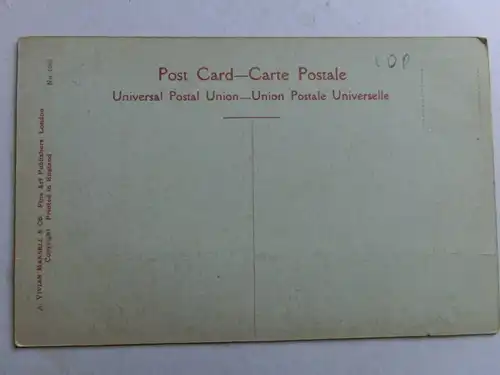 Post Card—Carte Postale
Universal Postal Union—Union Postale Universelle
A. VIVIAN MANSELL & Co. Fine Art Publishers London
Copyright Printed in England
No.